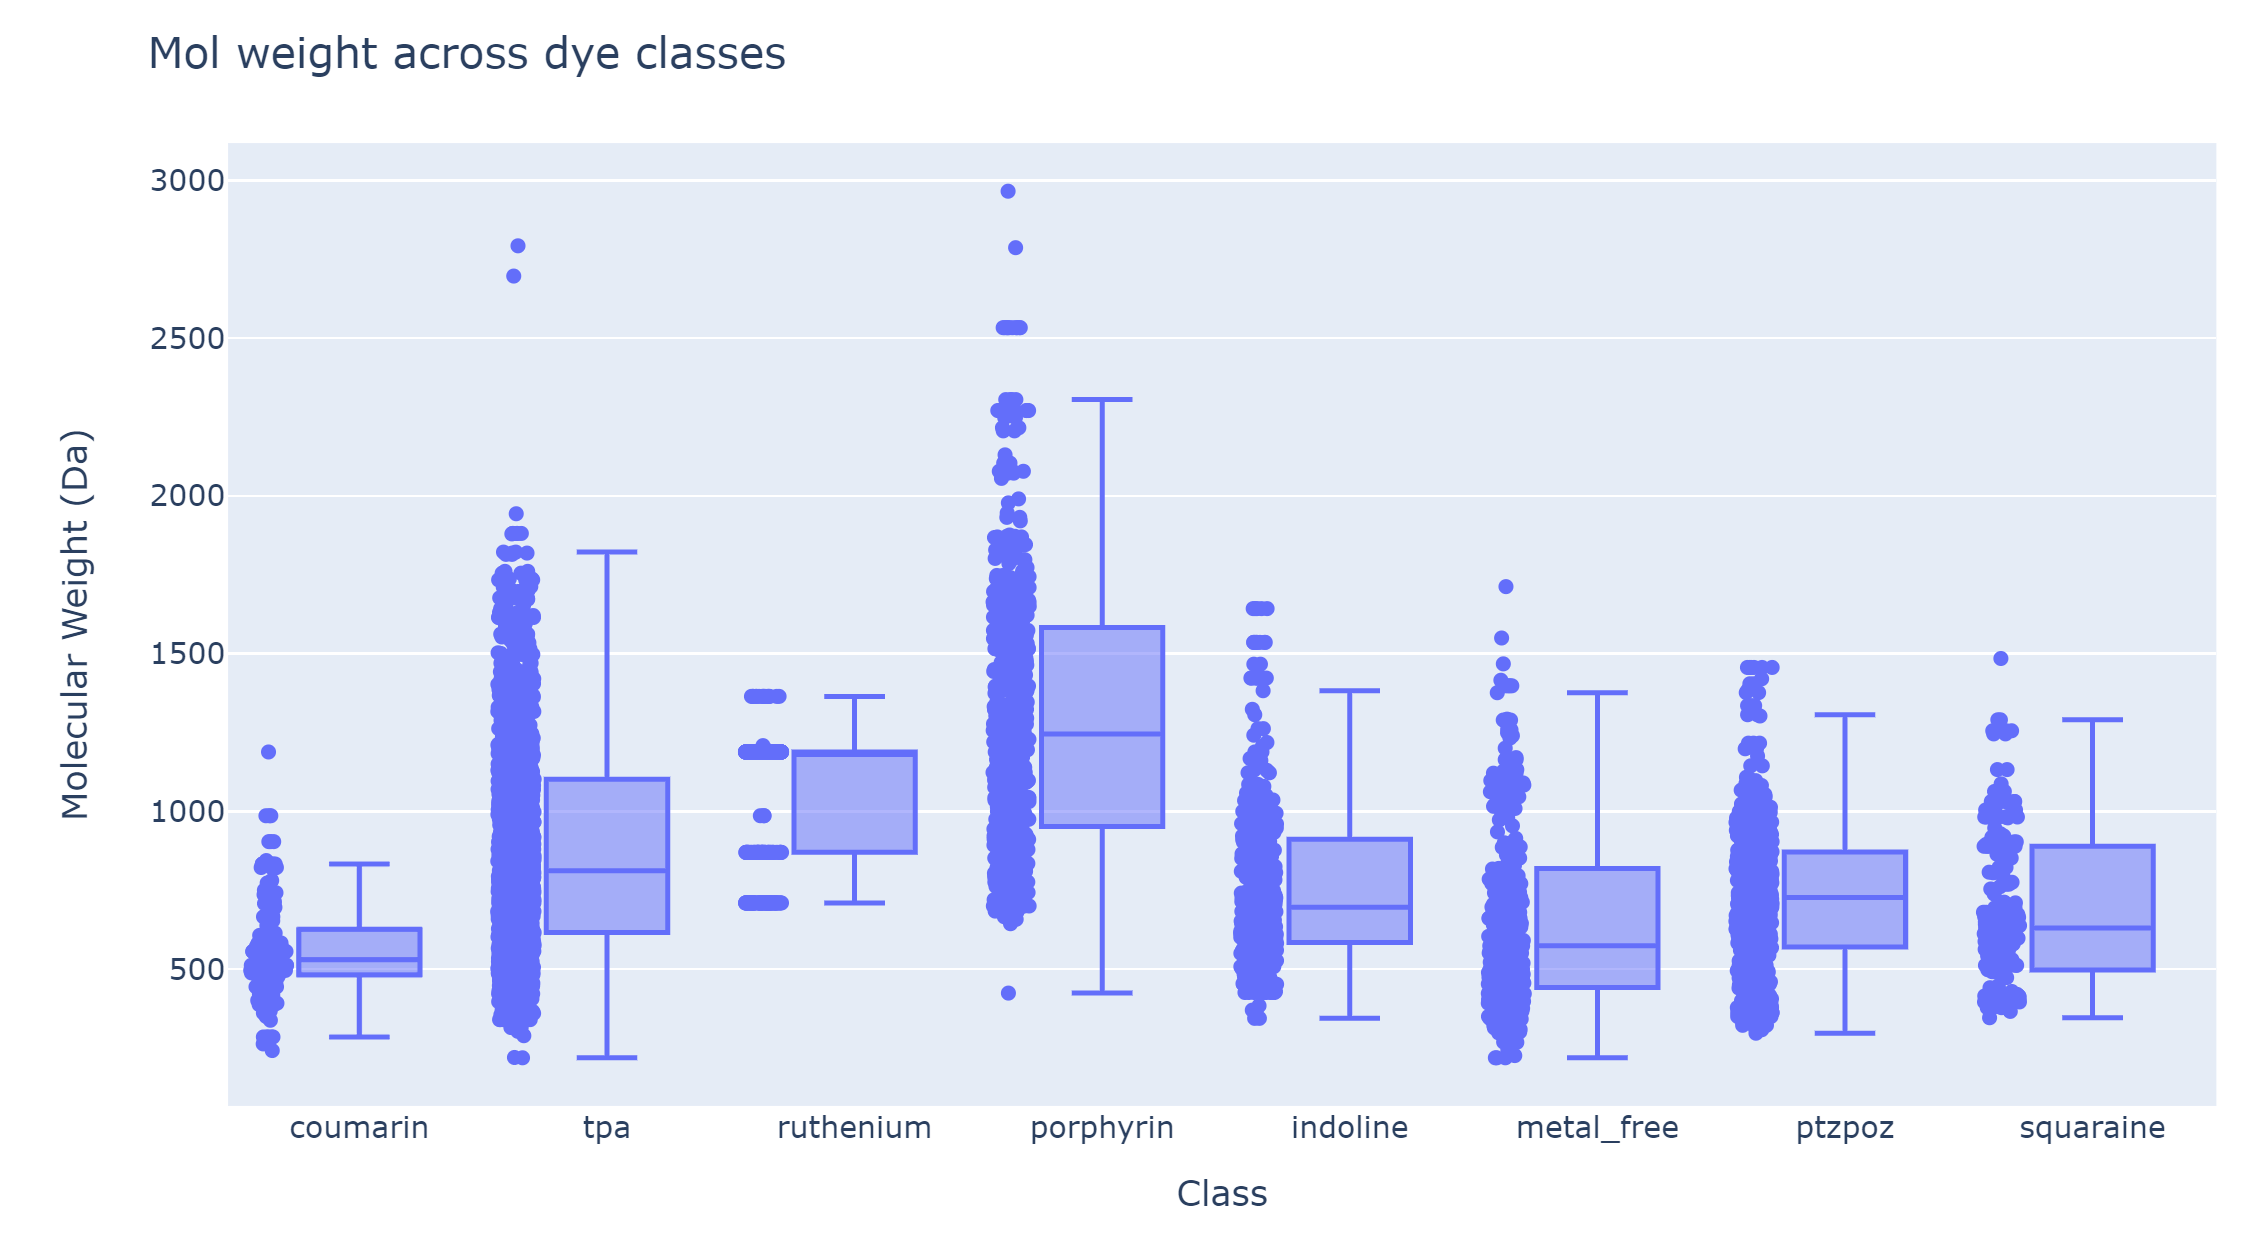 Mol weight across dye classes
3000
2500
2000
1500
1000
500
Molecular Weight (Da)
coumarin tpa ruthenium porphyrin indoline metal_free ptzpoz squaraine
Class